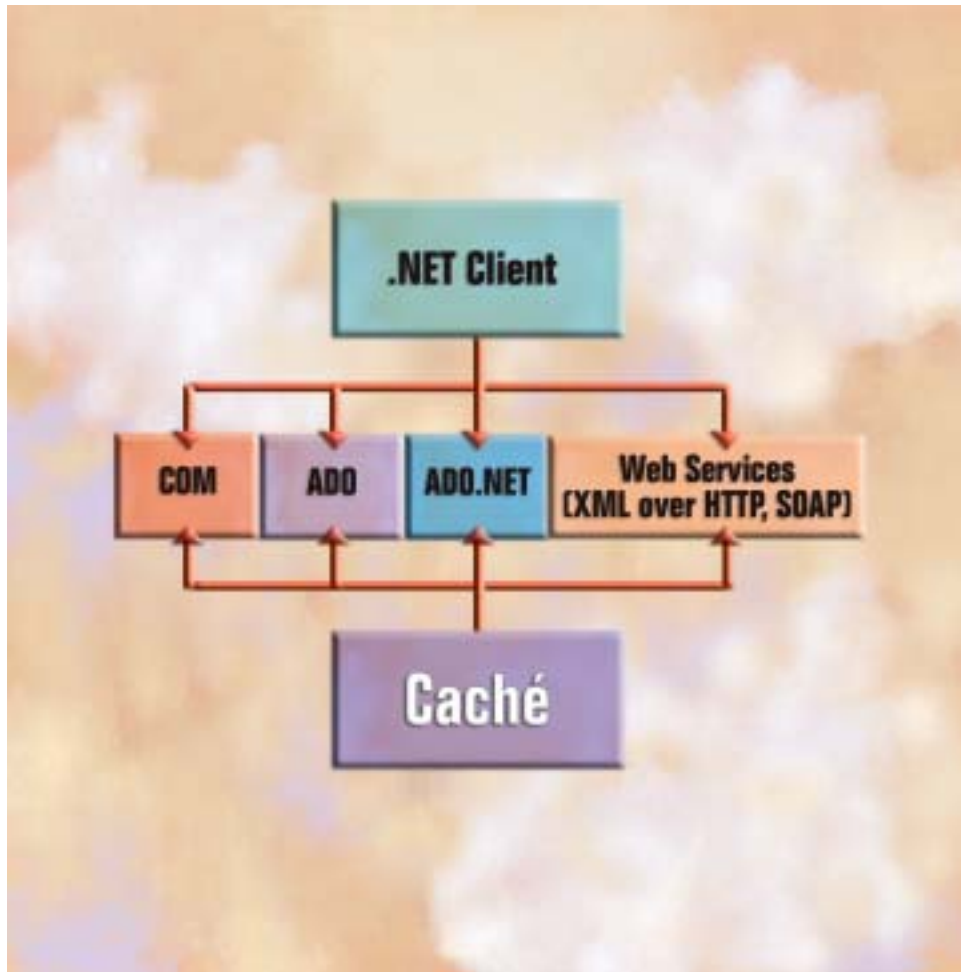 .NET Client
COM
ADO
ADO.NET
Web Services
(XML over HTTP, SOAP)
Caché